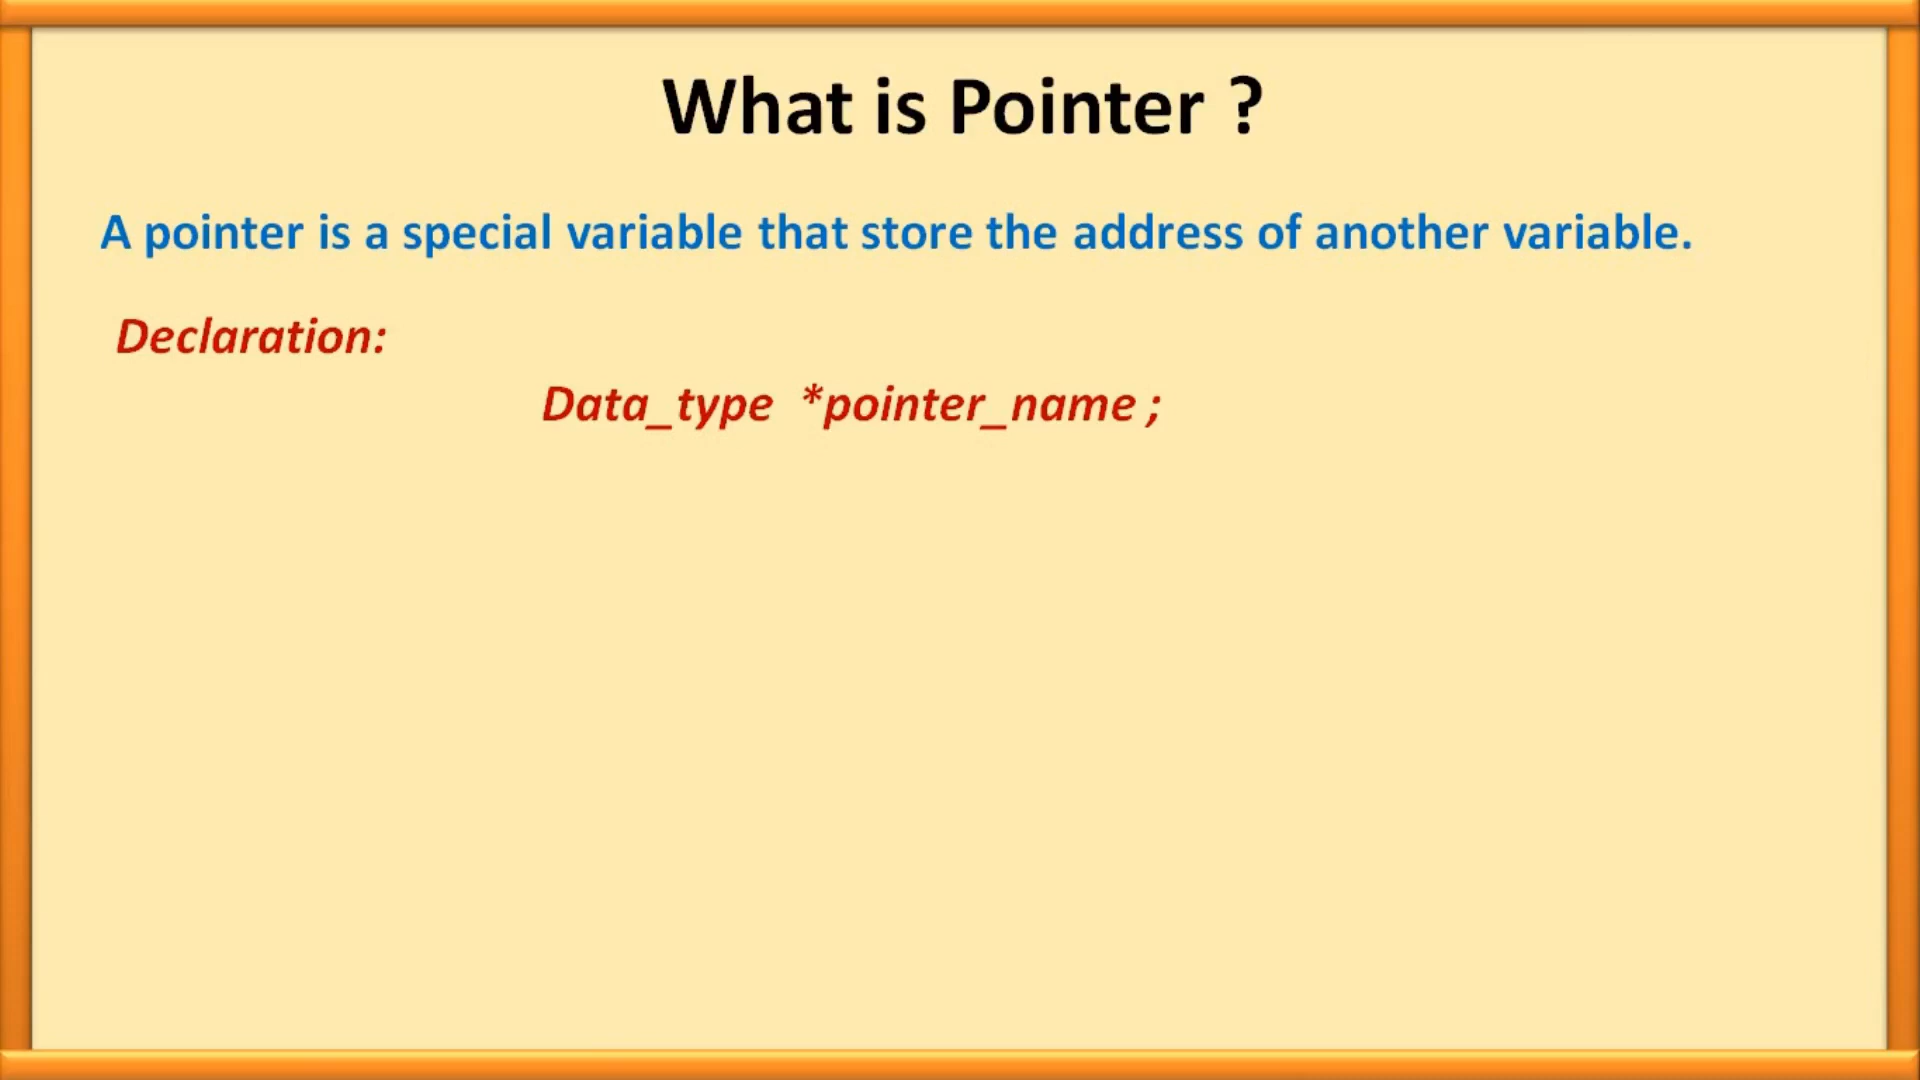 What is Pointer ?
A pointer is a special variable that store the address of another variable.
Declaration:
Data_type *pointer_name ;